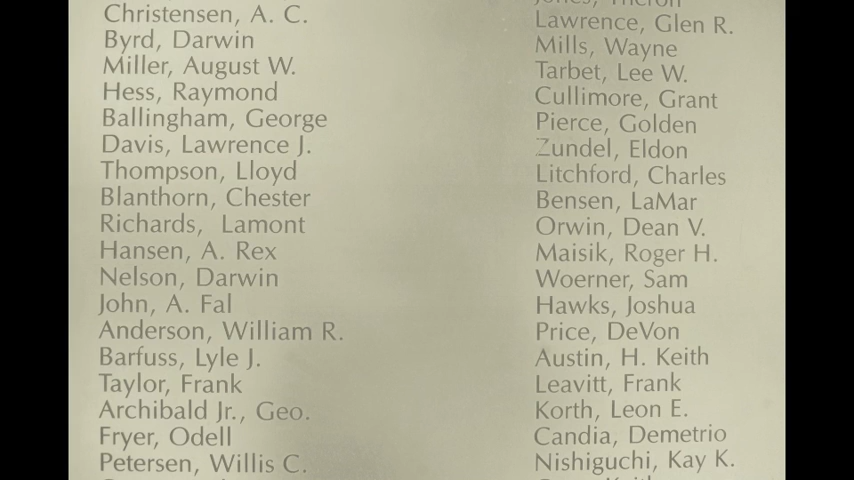 Christensen, A. C.
Byrd, Darwin
Miller, August W.
Hess, Raymond
Ballingham, George
Davis, Lawrence J.
Thompson, Lloyd
Blanthorn, Chester
Richards, Lamont
Hansen, A. Rex
Nelson, Darwin
John, A. Fal
Anderson, William R.
Barfuss, Lyle J.
Taylor, Frank
Archibald Jr., Geo.
Fryer, Odell
Petersen, Willis C.
Jones, Theron
Lawrence, Glen R.
Mills, Wayne
Tarbet, Lee W.
Cullimore, Grant
Pierce, Golden
Zundel, Eldon
Litchford, Charles
Bensen, LaMar
Orwin, Dean V.
Maisik, Roger H.
Woerner, Sam
Hawks, Joshua
Price, DeVon
Austin, H. Keith
Leavitt, Frank
Korth, Leon E.
Candia, Demetrio
Nishiguchi, Kay K.